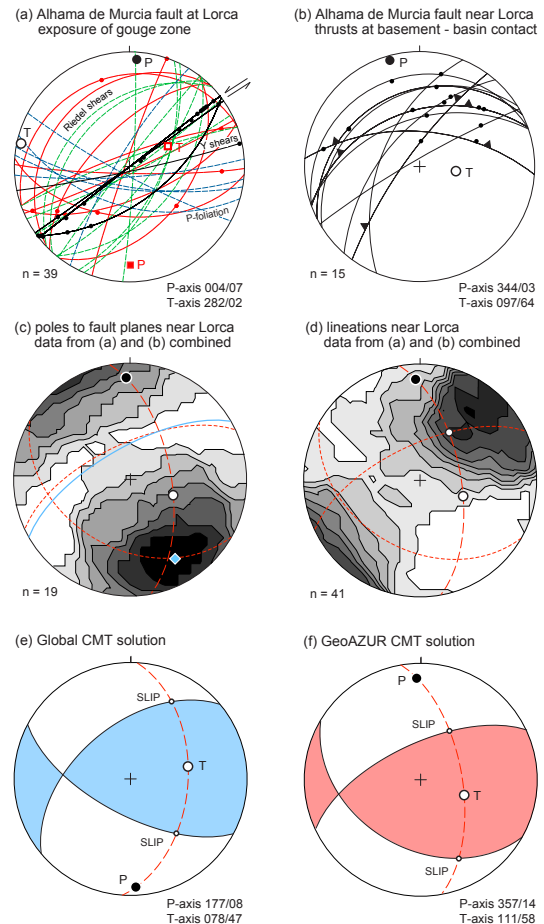 (a) Alhama de Murcia fault at Lorca
exposure of gouge zone
P
T
Riedel shears
T
Y shears
P-foliation
P
n = 39
P-axis 004/07
T-axis 282/02
(b) Alhama de Murcia fault near Lorca
thrusts at basement - basin contact
P
T
n = 15
P-axis 344/03
T-axis 097/64
(c) poles to fault planes near Lorca
data from (a) and (b) combined
n = 19
(d) lineations near Lorca
data from (a) and (b) combined
n = 41
(e) Global CMT solution
SLIP
T
SLIP
P
P-axis 177/08
T-axis 078/47
(f) GeoAZUR CMT solution
P
SLIP
T
SLIP
P-axis 357/14
T-axis 111/58